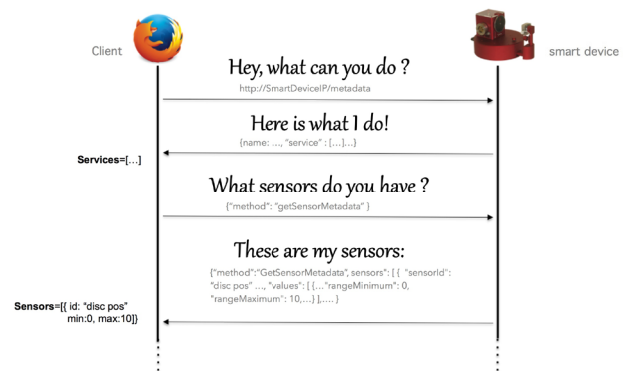 Client
smart device
Hey, what can you do ?
http://SmartDeviceIP/metadata
Here is what I do!
{name: ..., "service" : [...]...}
Services=[...]
What sensors do you have ?
{"method": "getSensorMetadata" }
These are my sensors:
{"method":"GetSensorMetadata", sensors": [ {  "sensorId":
"disc pos" ..., "values": [ {..."rangeMinimum": 0,
"rangeMaximum": 10,...} ],.... }
Sensors=[{ id: "disc pos"
min:0, max:10]}